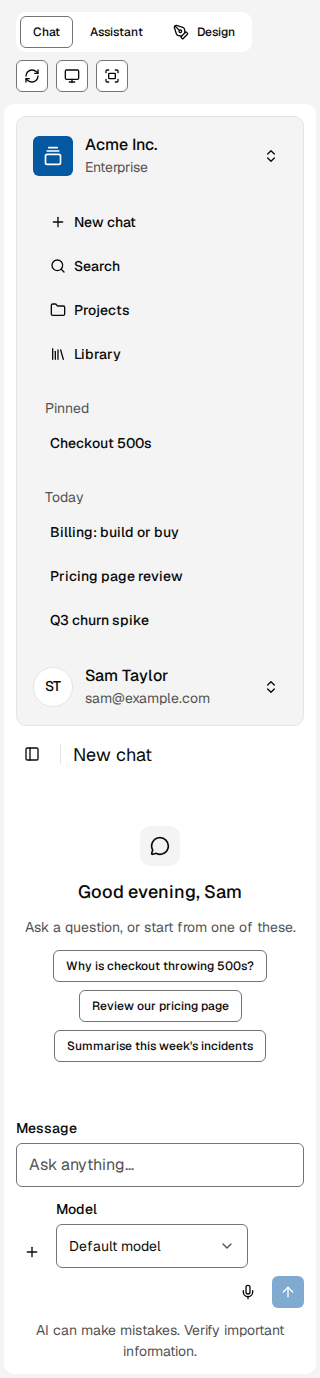 Chat
Assistant
Design
Acme Inc.
Enterprise
New chat
Search
Projects
Library
Pinned
Checkout 500s
Today
Billing: build or buy
Pricing page review
Q3 churn spike
ST
Sam Taylor
sam@example.com
New chat
Good evening, Sam
Ask a question, or start from one of these.
Why is checkout throwing 500s?
Review our pricing page
Summarise this week's incidents
Message
Ask anything...
Model
Default model
AI can make mistakes. Verify important
information.